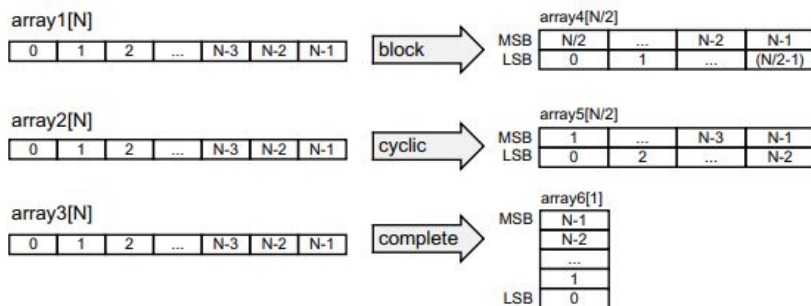 array1[N]
0 1 2 ... N-3 N-2 N-1
block
array4[N/2]
MSB N/2 ... N-2 N-1
LSB 0 1 ... (N/2-1)
array2[N]
0 1 2 ... N-3 N-2 N-1
cyclic
array5[N/2]
MSB 1 ... N-3 N-1
LSB 0 2 ... N-2
array3[N]
0 1 2 ... N-3 N-2 N-1
complete
array6[1]
MSB N-1
N-2
...
1
LSB 0